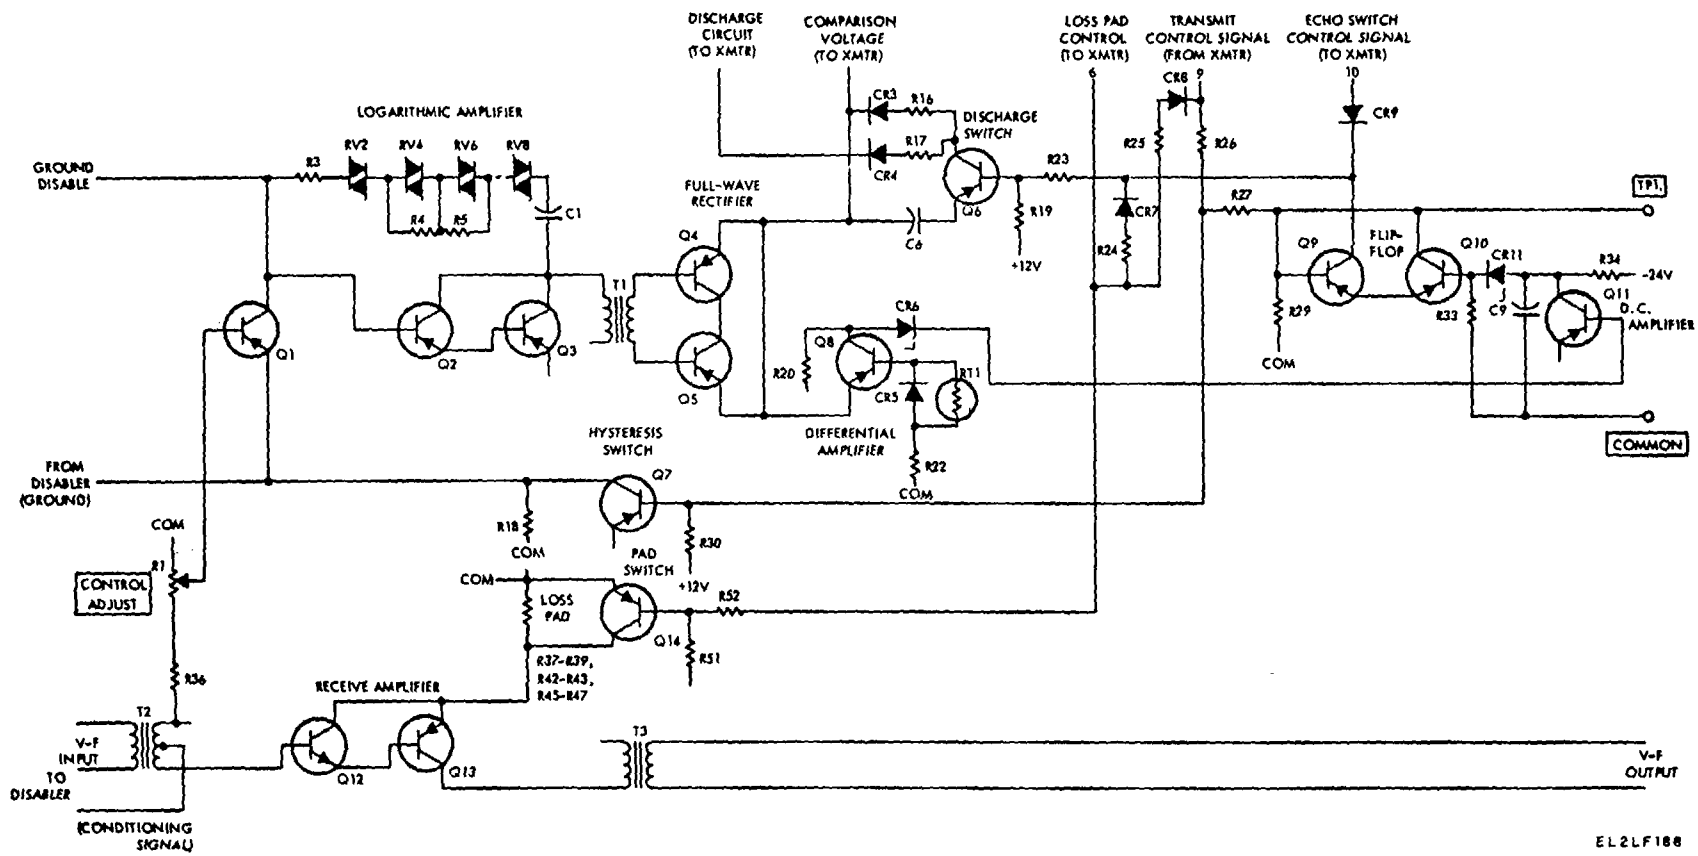 DISCHARGE
CIRCUIT
(TO XMTR)
COMPARISON
VOLTAGE
(TO XMTR)
LOSS PAD
CONTROL
(TO XMTR)
6
TRANSMIT
CONTROL SIGNAL
(FROM XMTR)
9
ECHO SWITCH
CONTROL SIGNAL
(TO XMTR)
10
CR8
CR3
R16
CR9
LOGARITHMIC AMPLIFIER
DISCHARGE
SWITCH
RV2
RV4
RV6
RV8
R17
R25
R26
GROUND
DISABLE
R3
CR4
R23
FULL-WAVE
RECTIFIER
R27
TP1,
C1
R4
R5
Q6
R19
CR7
Q4
C6
R24
Q9
FLIP-
FLOP
Q10
CR11
R34
-24V
+12V
T1
Q11
D.C.
AMPLIFIER
CR6
R29
R33
C9
Q8
Q1
Q2
Q3
COM
R20
RT1
CR5
Q5
HYSTERESIS
SWITCH
DIFFERENTIAL
AMPLIFIER
COMMON
R22
FROM
DISABLER
(GROUND)
Q7
COM
COM
R18
R30
COM
PAD
SWITCH
R1
CONTROL
ADJUST
COM
+12V
LOSS
PAD
R52
Q14
R51
R37-R39,
R42-R43,
R45-R47
R36
RECEIVE AMPLIFIER
T2
T3
V-F
INPUT
V-F
OUTPUT
Q12
Q13
TO
DISABLER
(CONDITIONING
SIGNAL)
EL2LF188